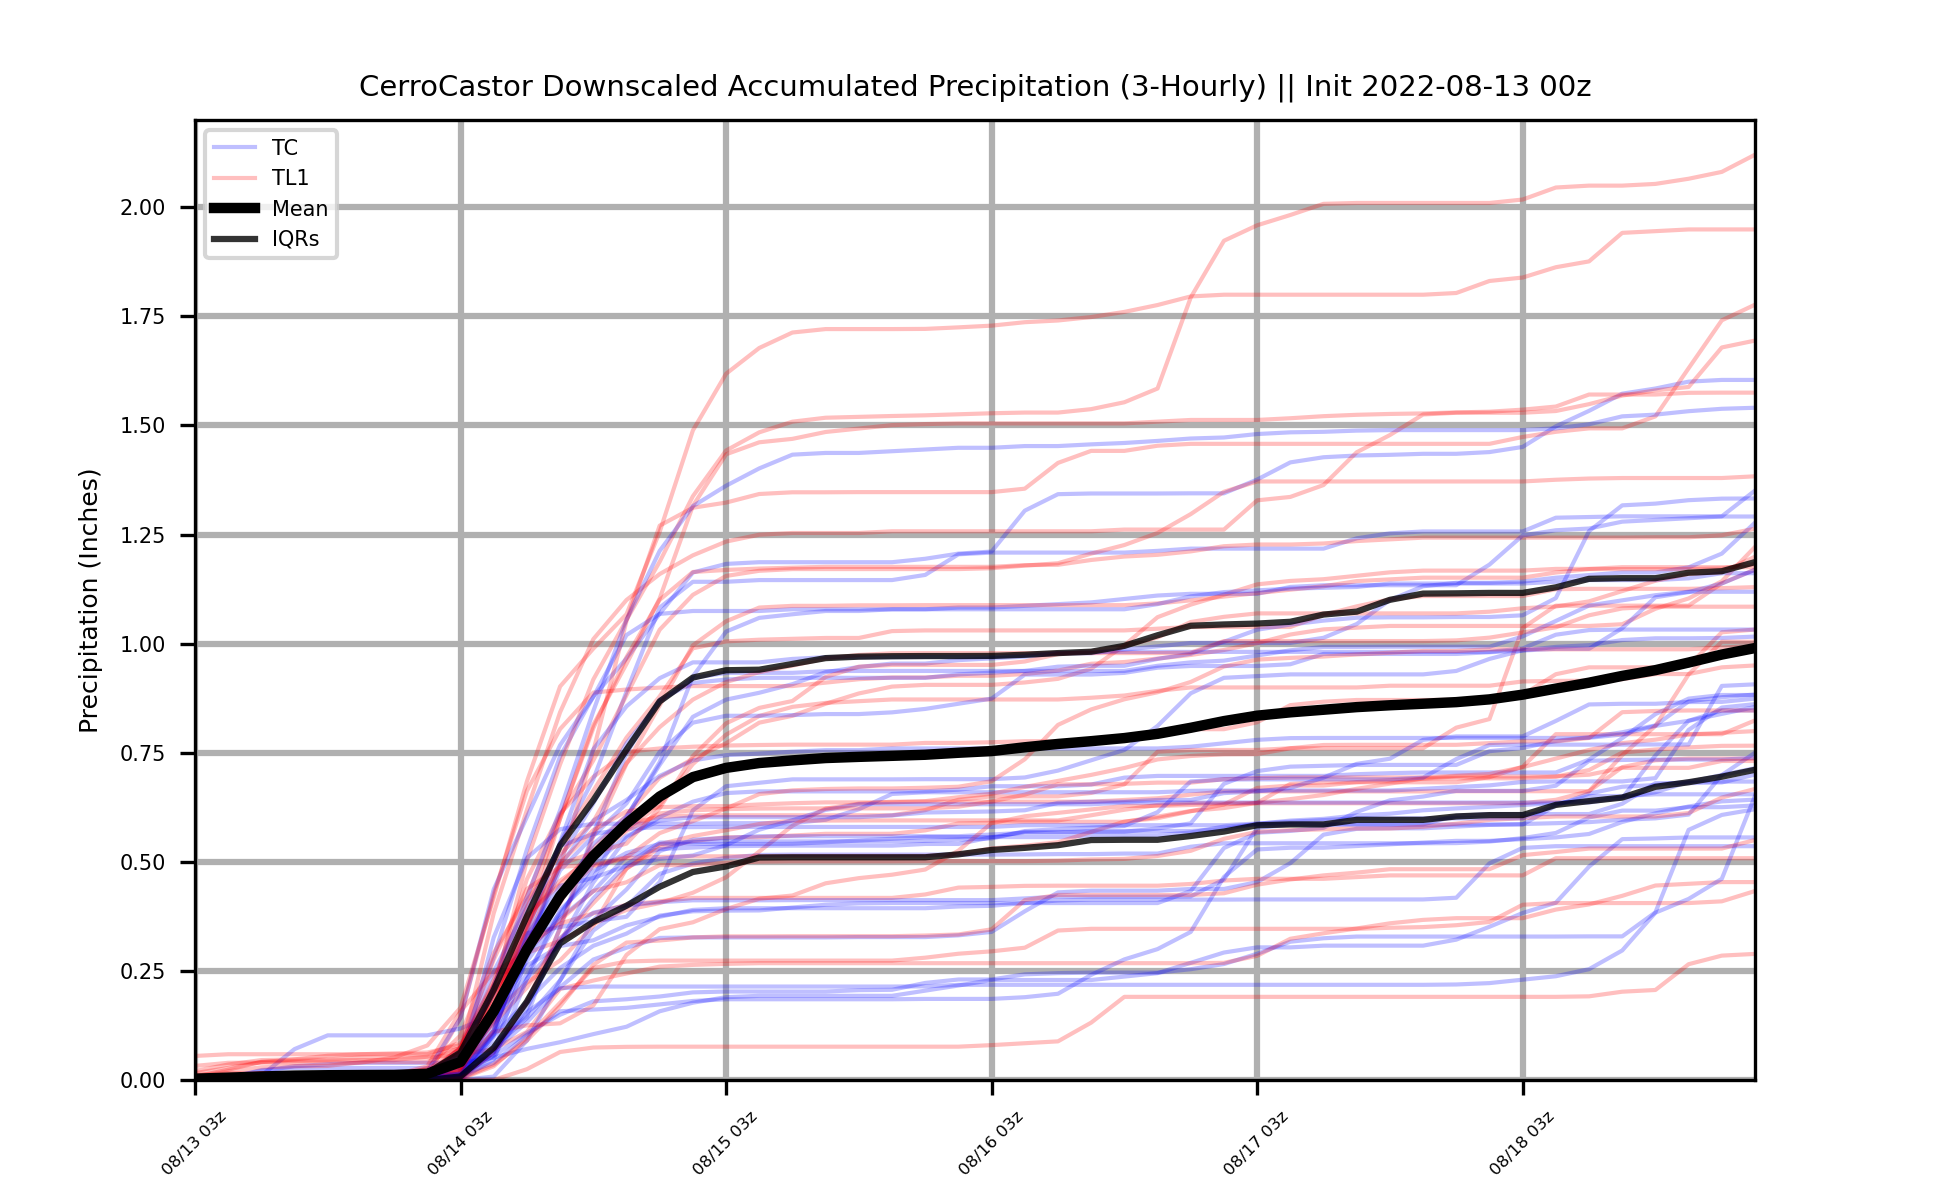 CerroCastor Downscaled Accumulated Precipitation (3-Hourly) || Init 2022-08-13 00z
TC
TL1
Mean
IQRs
Precipitation (Inches)
2.00
1.75
1.50
1.25
1.00
0.75
0.50
0.25
0.00
08/13 03z
08/14 03z
08/15 03z
08/16 03z
08/17 03z
08/18 03z